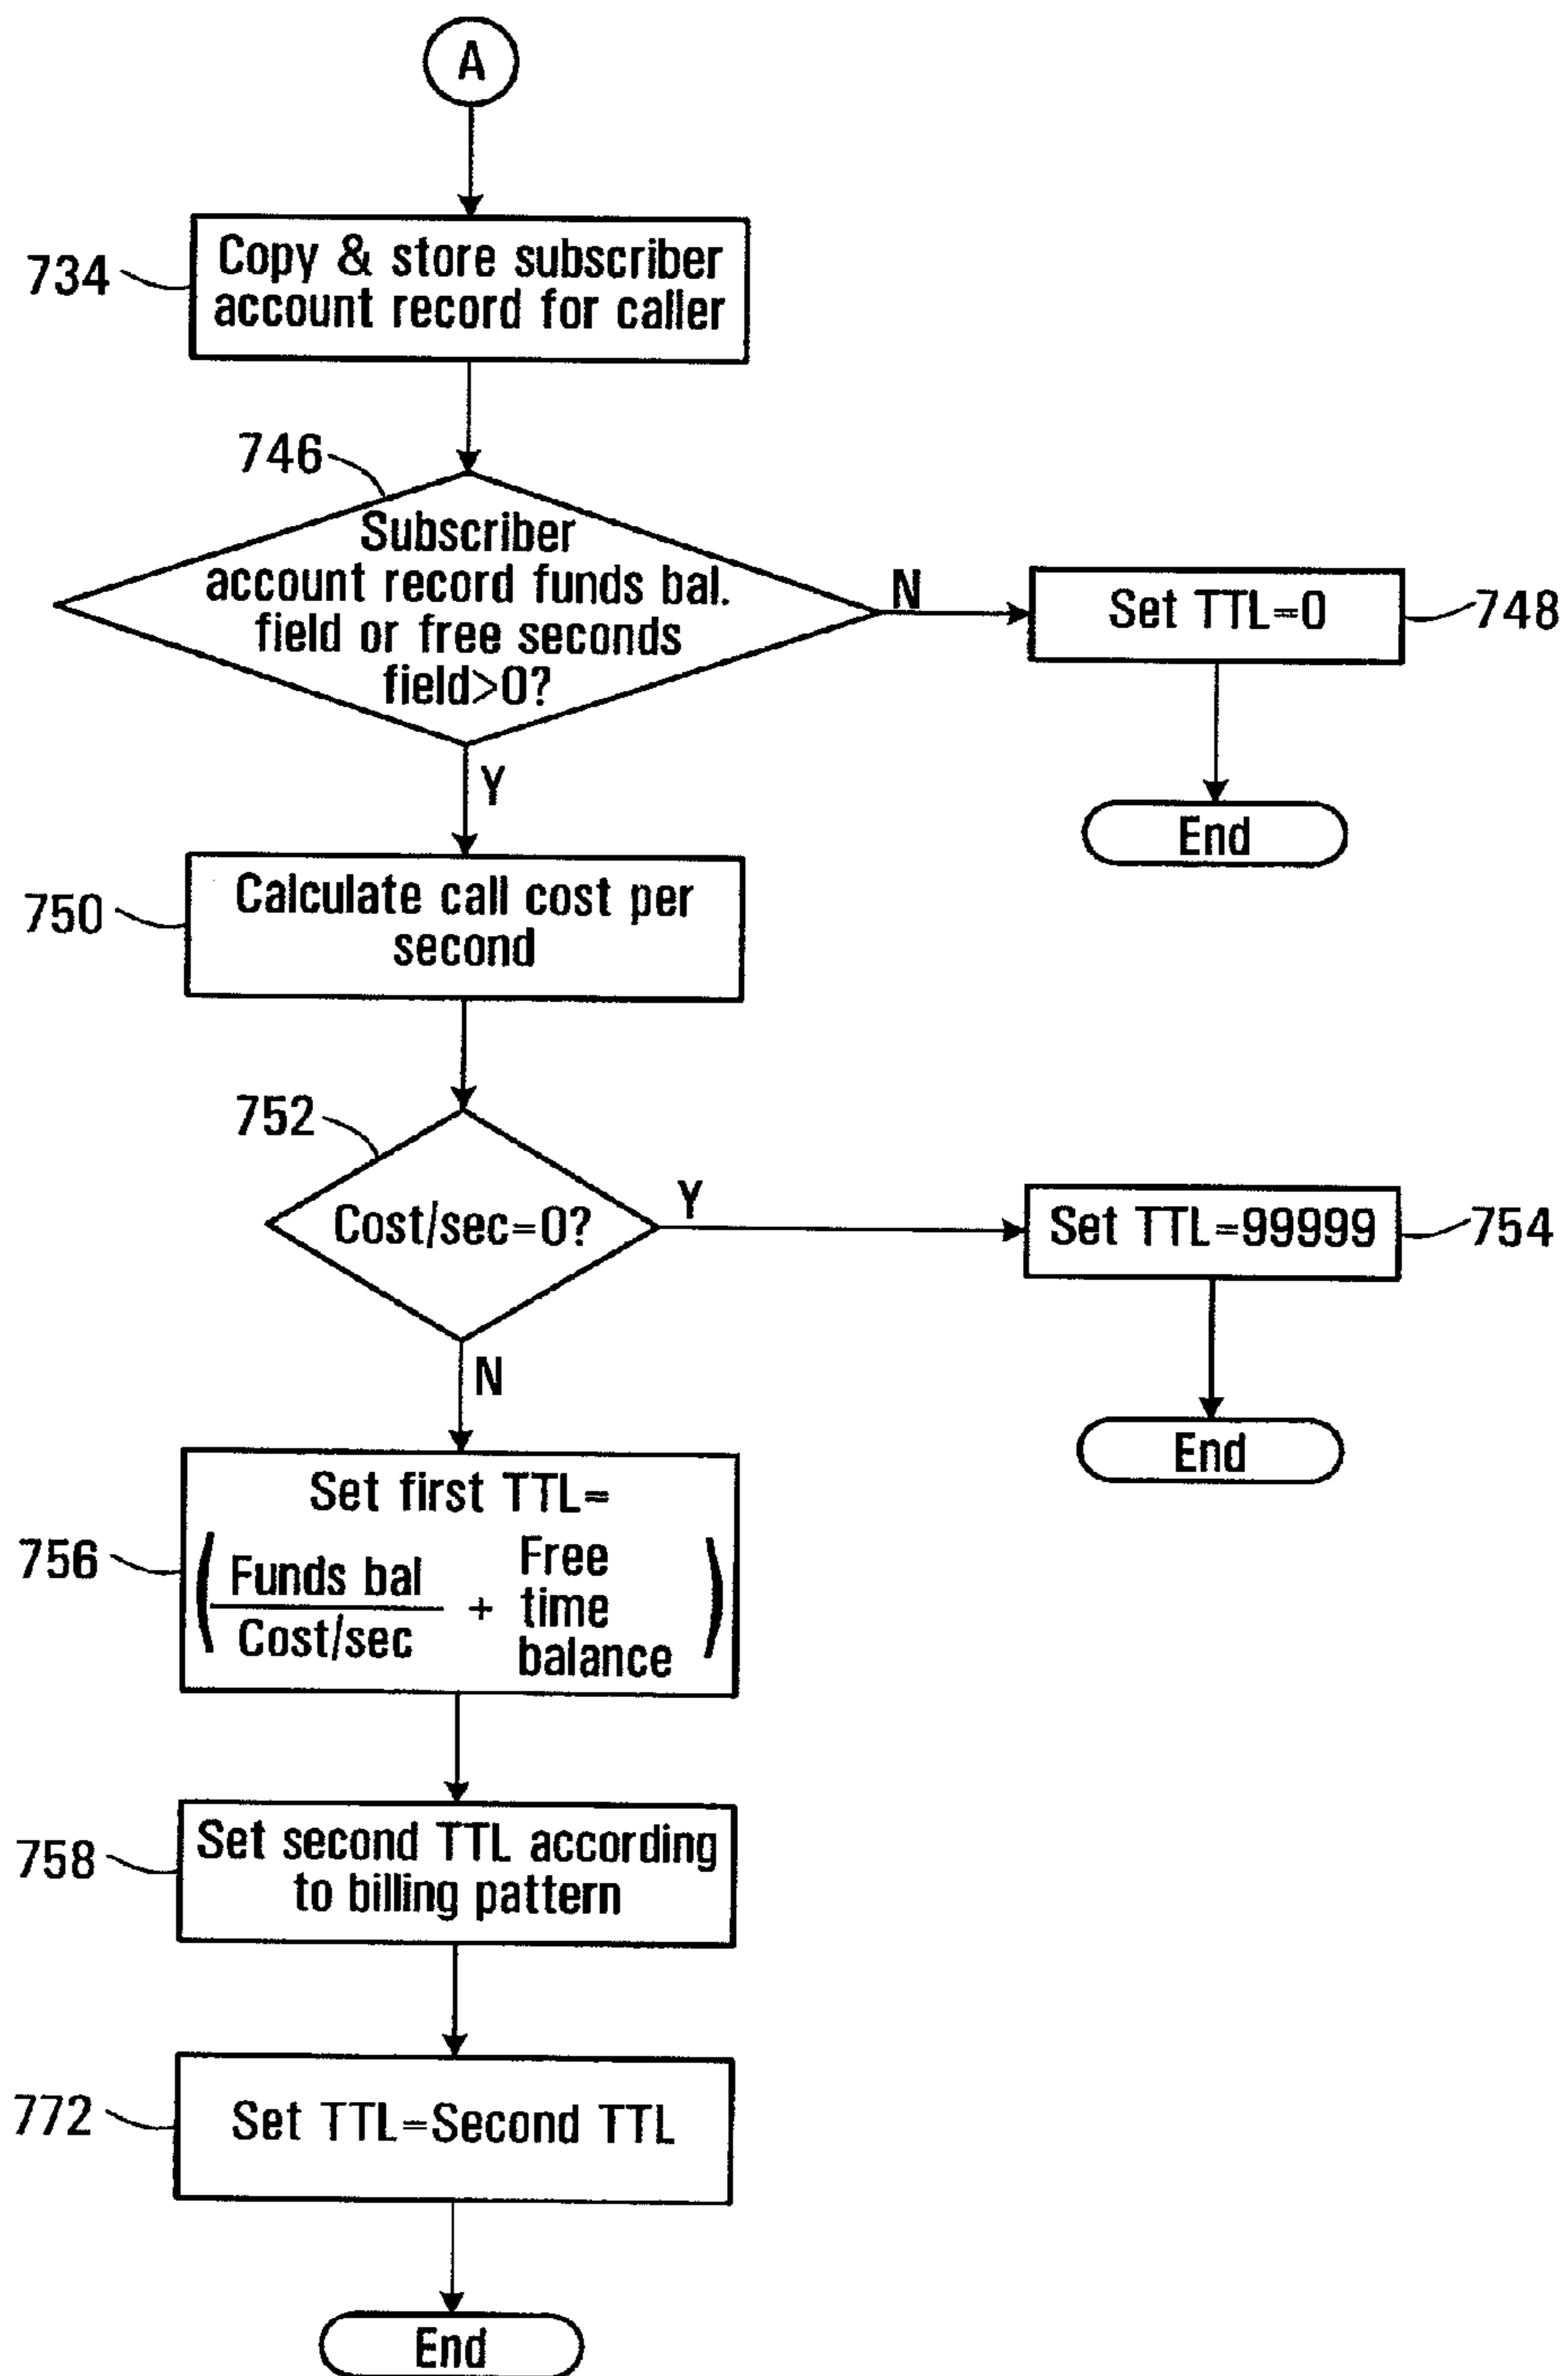 A
734
Copy & store subscriber
account record for caller
746
Subscriber
account record funds bal.
field or free seconds
field>0?
N
Set TTL=0
748
End
Y
750
Calculate call cost per
second
752
Cost/sec=0?
Y
Set TTL=99999
754
End
N
756
Set first TTL=
( Funds bal
Cost/sec
+
Free
time
balance )
758
Set second TTL according
to billing pattern
772
Set TTL=Second TTL
End